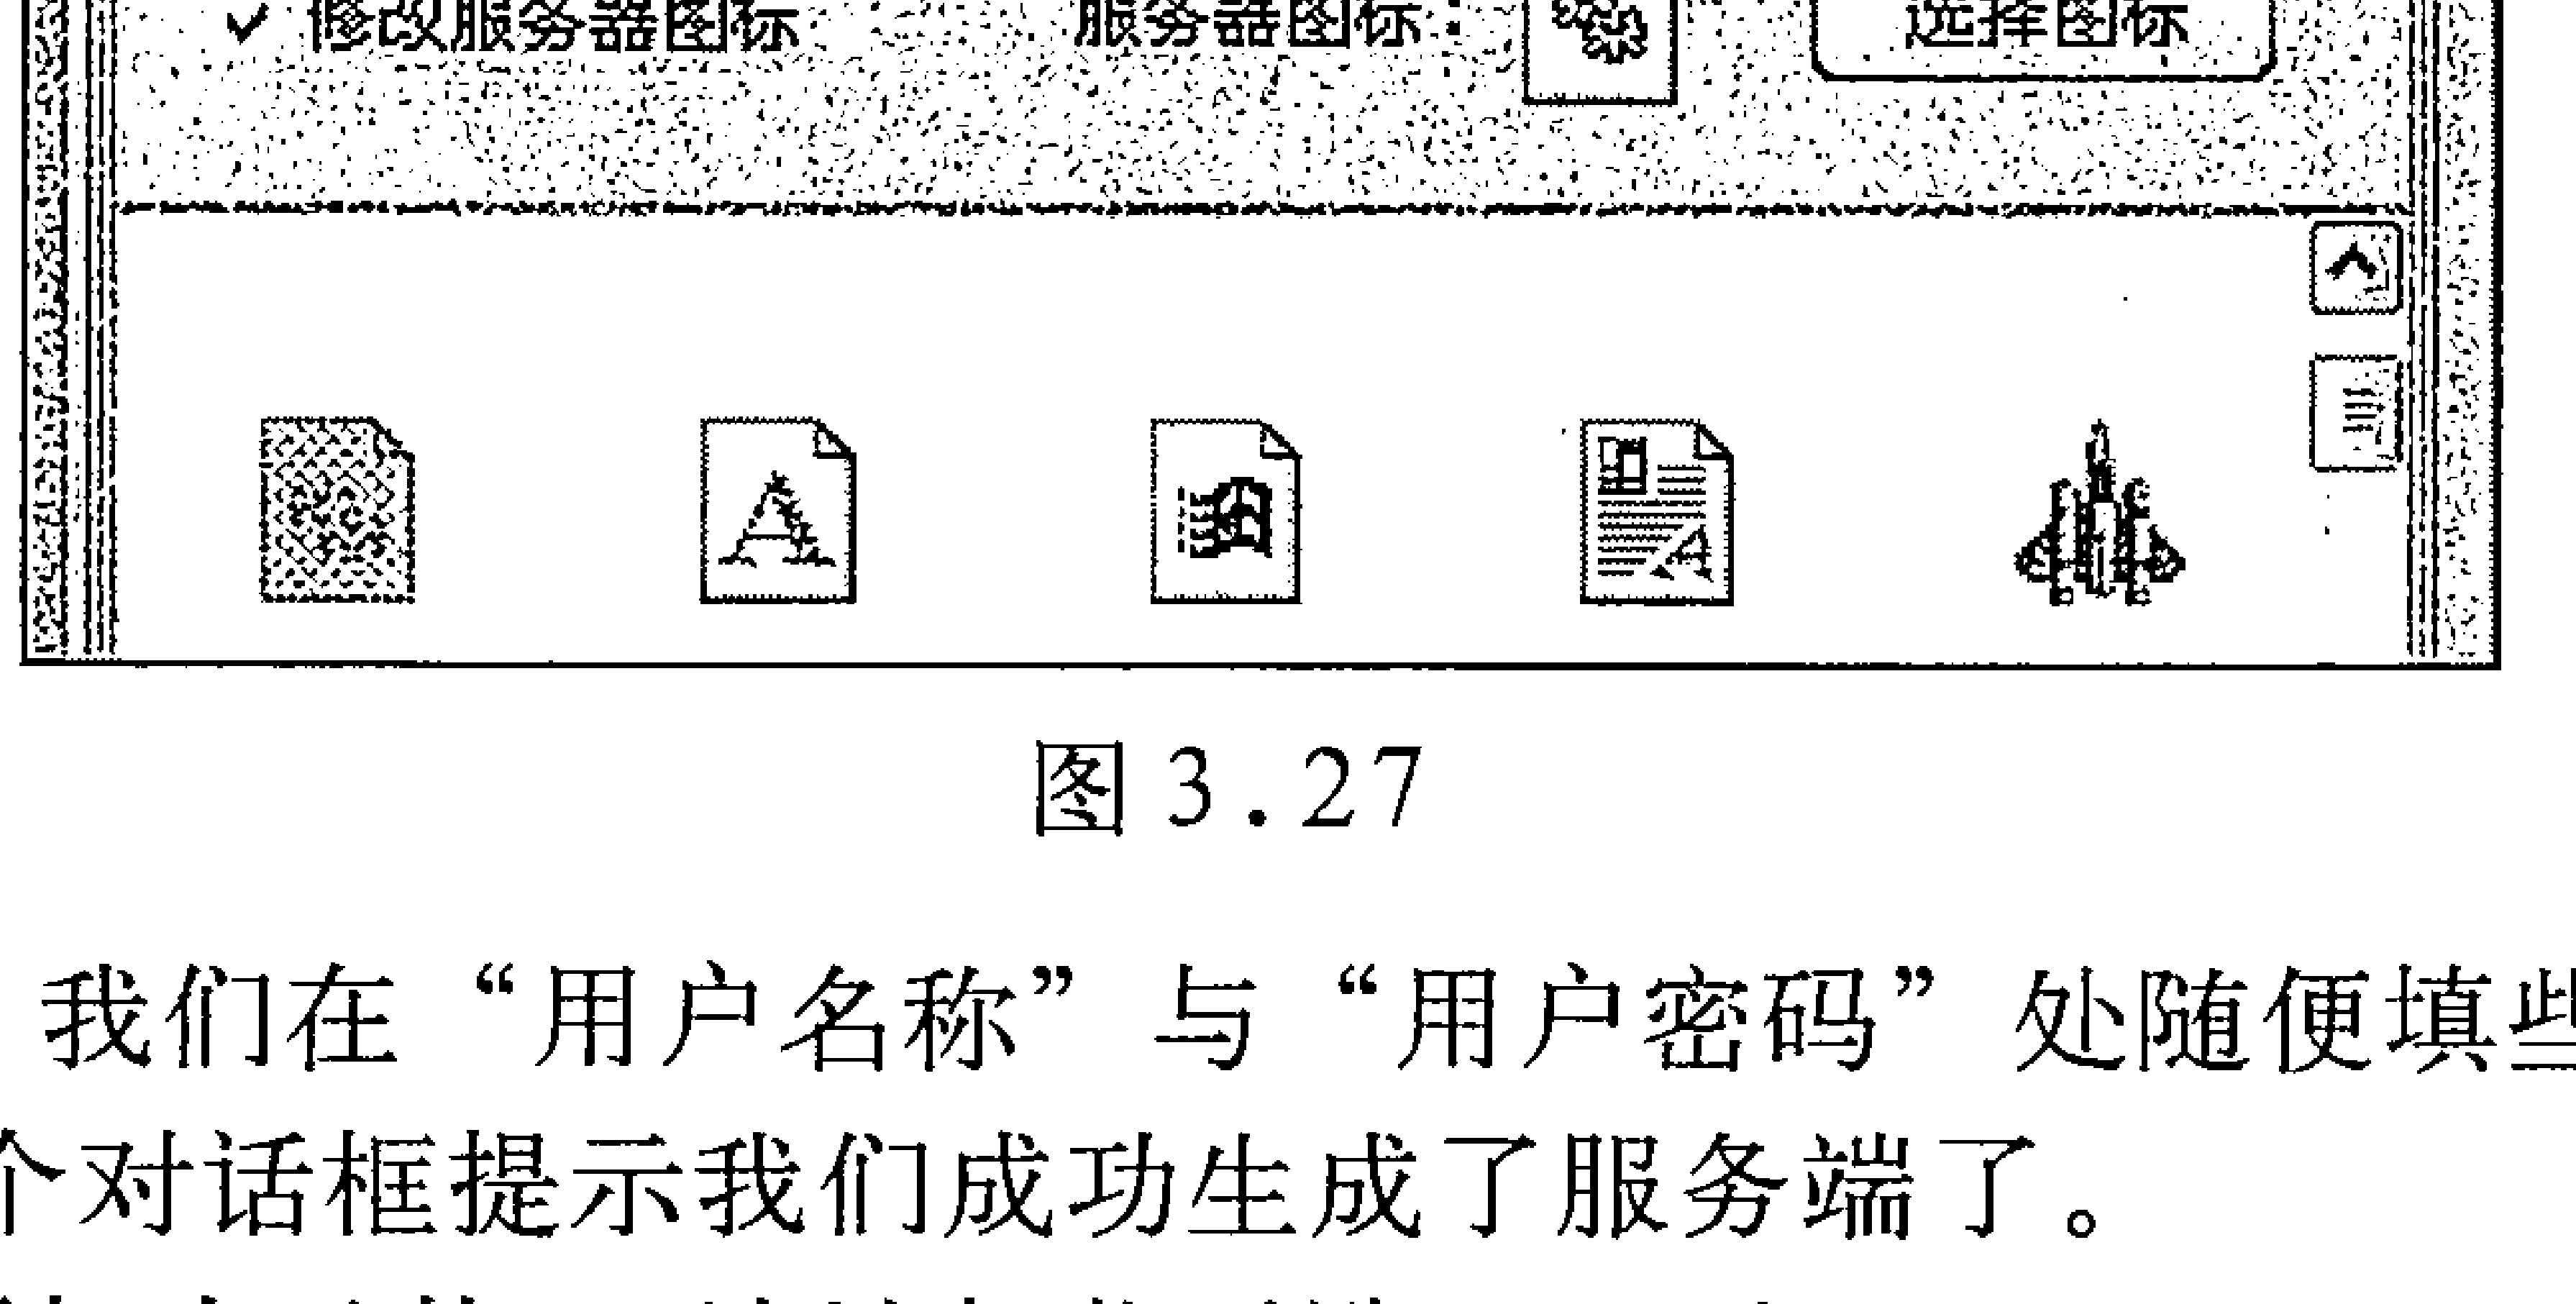 修改服务器图标 服务器图标: 选择图标
图 3.27
我们在“用户名称”与“用户密码”处随便填些
个对话框提示我们成功生成了服务端了。